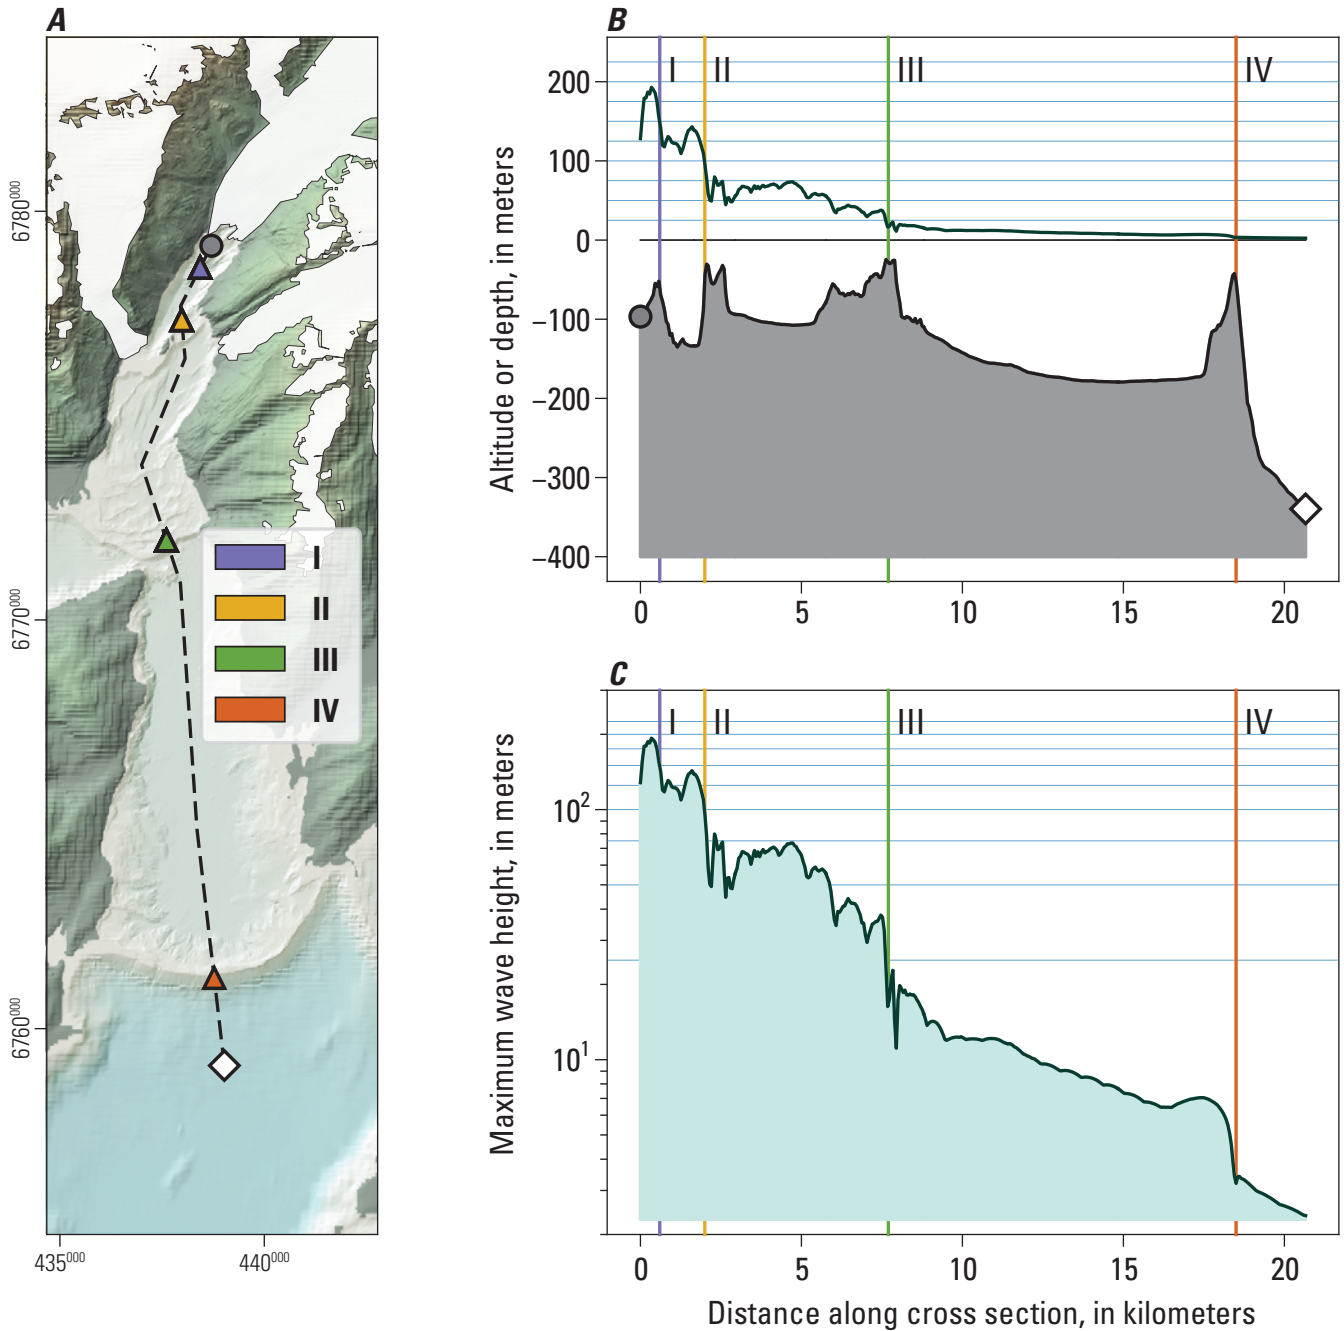 A
6780000
6770000
6760000
435000
440000
I
II
III
IV
B
Altitude or depth, in meters
200
100
0
−100
−200
−300
−400
I
II
III
IV
0
5
10
15
20
C
Maximum wave height, in meters
10²
10¹
I
II
III
IV
0
5
10
15
20
Distance along cross section, in kilometers